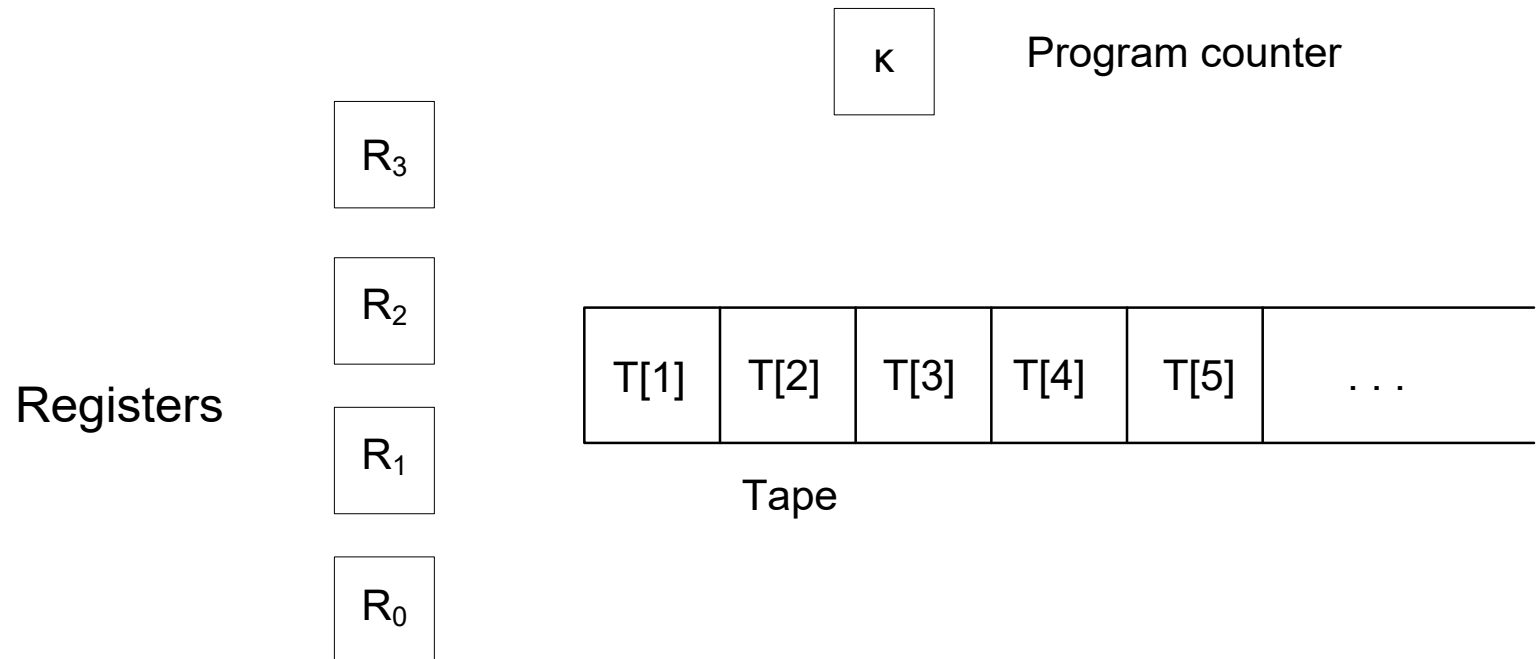 κ
Program counter
R₃
R₂
T[1] T[2] T[3] T[4] T[5] . . .
Registers
R₁
Tape
R₀